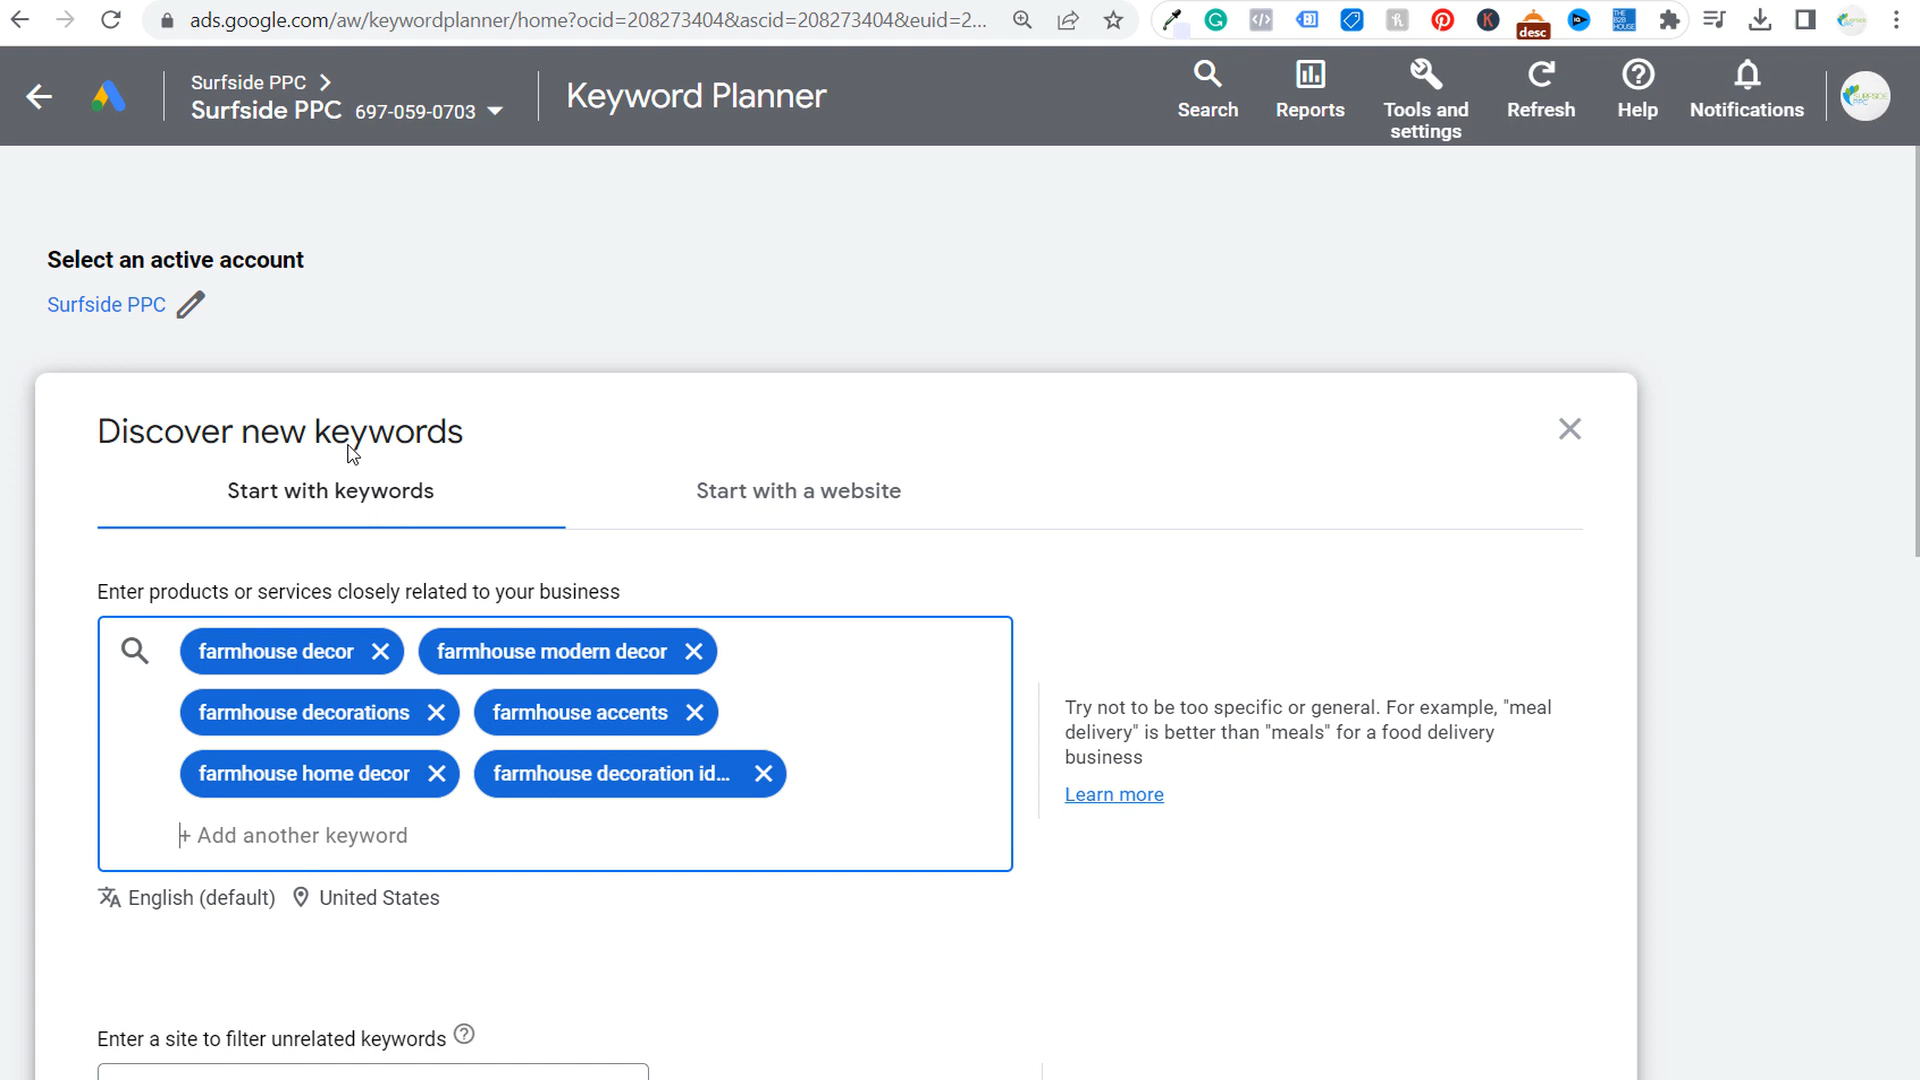 ads.google.com/aw/keywordplanner/home?ocid=208273404&ascid=208273404&euid=2...
desc
Surfside PPC
Surfside PPC 697-059-0703
Keyword Planner
Search
Reports
Tools and
settings
Refresh
Help
Notifications
Select an active account
Surfside PPC
Discover new keywords
Start with keywords
Start with a website
Enter products or services closely related to your business
farmhouse decor
farmhouse modern decor
farmhouse decorations
farmhouse accents
farmhouse home decor
farmhouse decoration id...
+ Add another keyword
Try not to be too specific or general. For example, "meal
delivery" is better than "meals" for a food delivery
business
Learn more
English (default)
United States
Enter a site to filter unrelated keywords